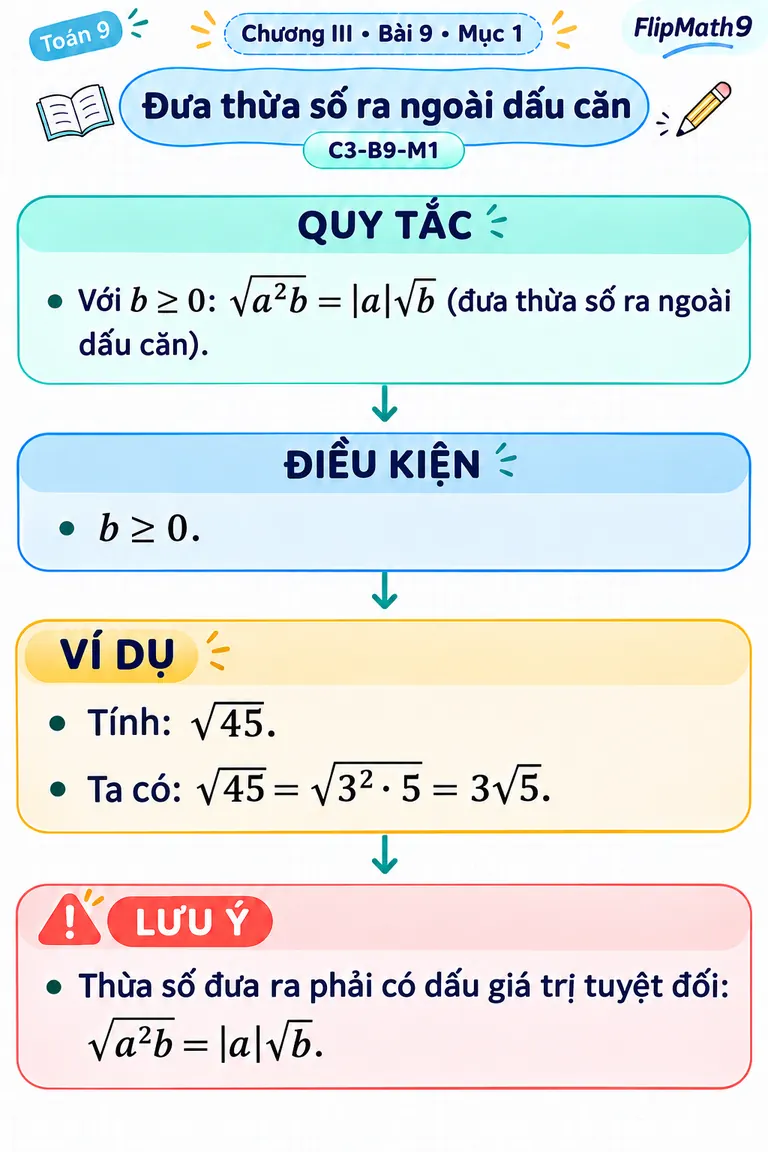 Toán 9
Chương III • Bài 9 • Mục 1
FlipMath9
Đưa thừa số ra ngoài dấu căn
C3-B9-M1
QUY TẮC
• Với b ≥ 0: √(a²b) = |a|√b (đưa thừa số ra ngoài
dấu căn).
ĐIỀU KIỆN
• b ≥ 0.
VÍ DỤ
• Tính: √45.
• Ta có: √45 = √(3² · 5) = 3√5.
LƯU Ý
• Thừa số đưa ra phải có dấu giá trị tuyệt đối:
√(a²b) = |a|√b.